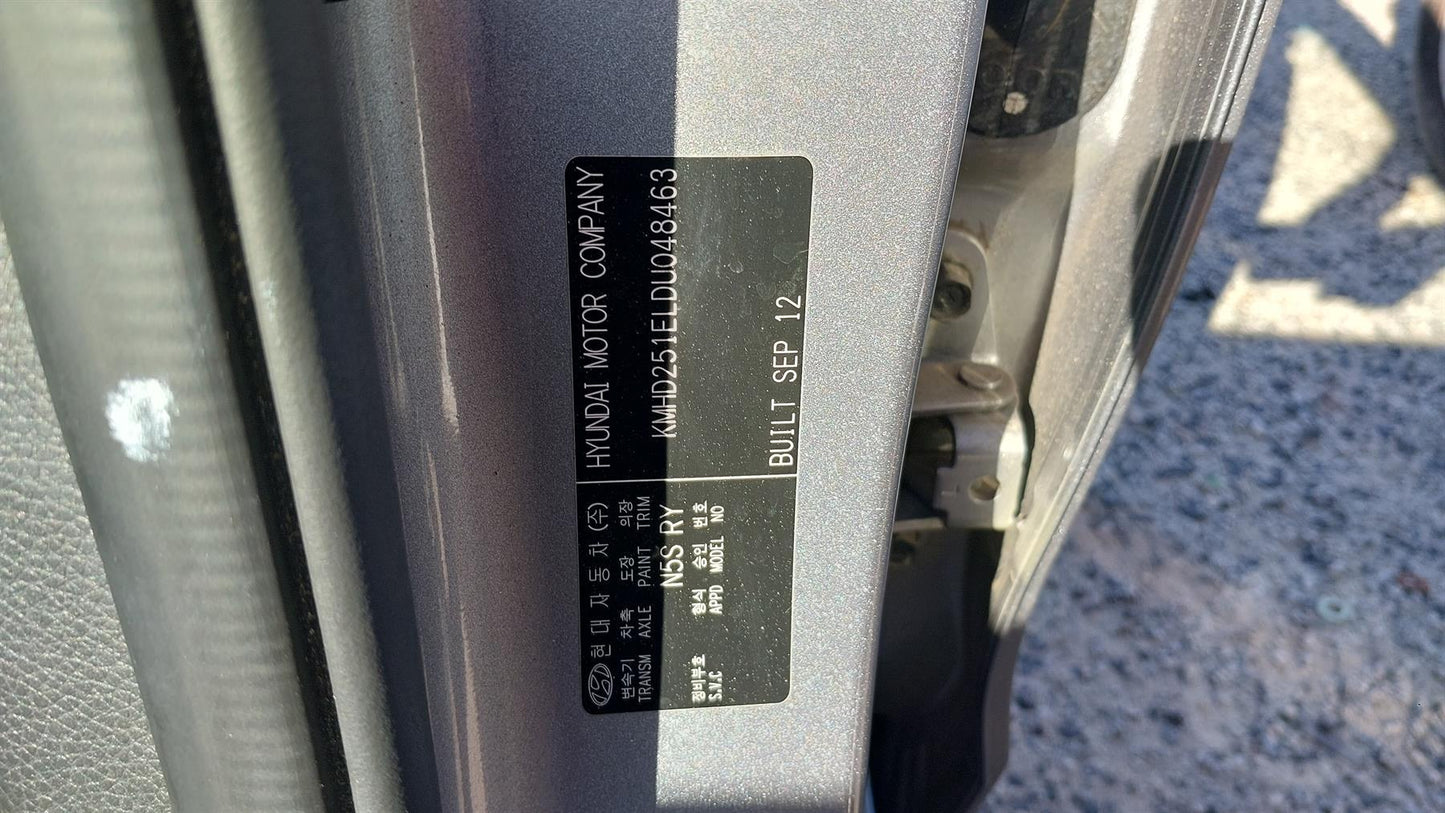 현대자동차(주) HYUNDAI MOTOR COMPANY
변속기 차축 도장 의장
TRANSM AXLE PAINT TRIM KMHD251ELDU048463
N5S RY
정비부호 형식 승인 번호
S.V.C APPD MODEL NO
BUILT SEP 12